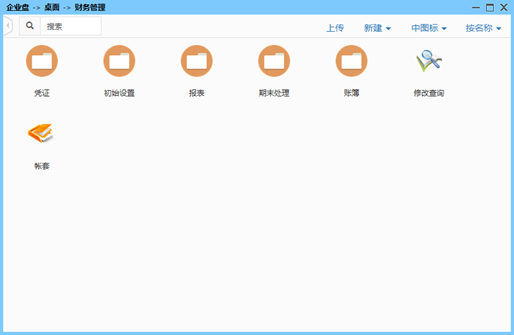 企业盘 -> 桌面 -> 财务管理
搜索 上传 新建 中图标 按名称
凭证 初始设置 报表 期末处理 账簿 修改查询
帐套